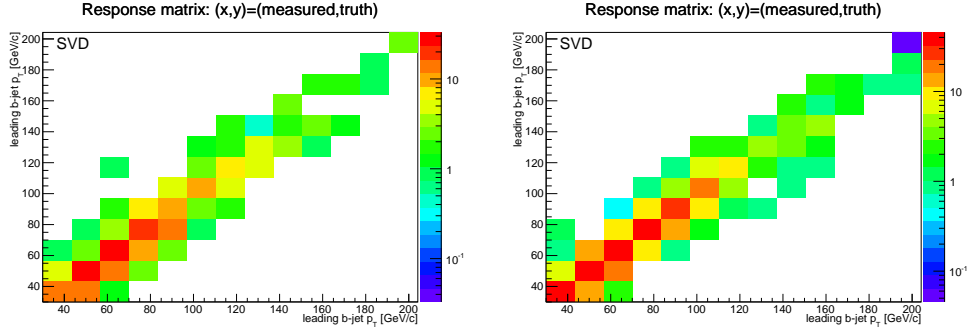 Response matrix: (x,y)=(measured,truth)
leading b-jet p_T [GeV/c]
SVD
200
180
160
140
120
100
80
60
40
10
1
10^-1
40 60 80 100 120 140 160 180 200
leading b-jet p_T [GeV/c]
Response matrix: (x,y)=(measured,truth)
leading b-jet p_T [GeV/c]
SVD
200
180
160
140
120
100
80
60
40
10
1
10^-1
40 60 80 100 120 140 160 180 200
leading b-jet p_T [GeV/c]